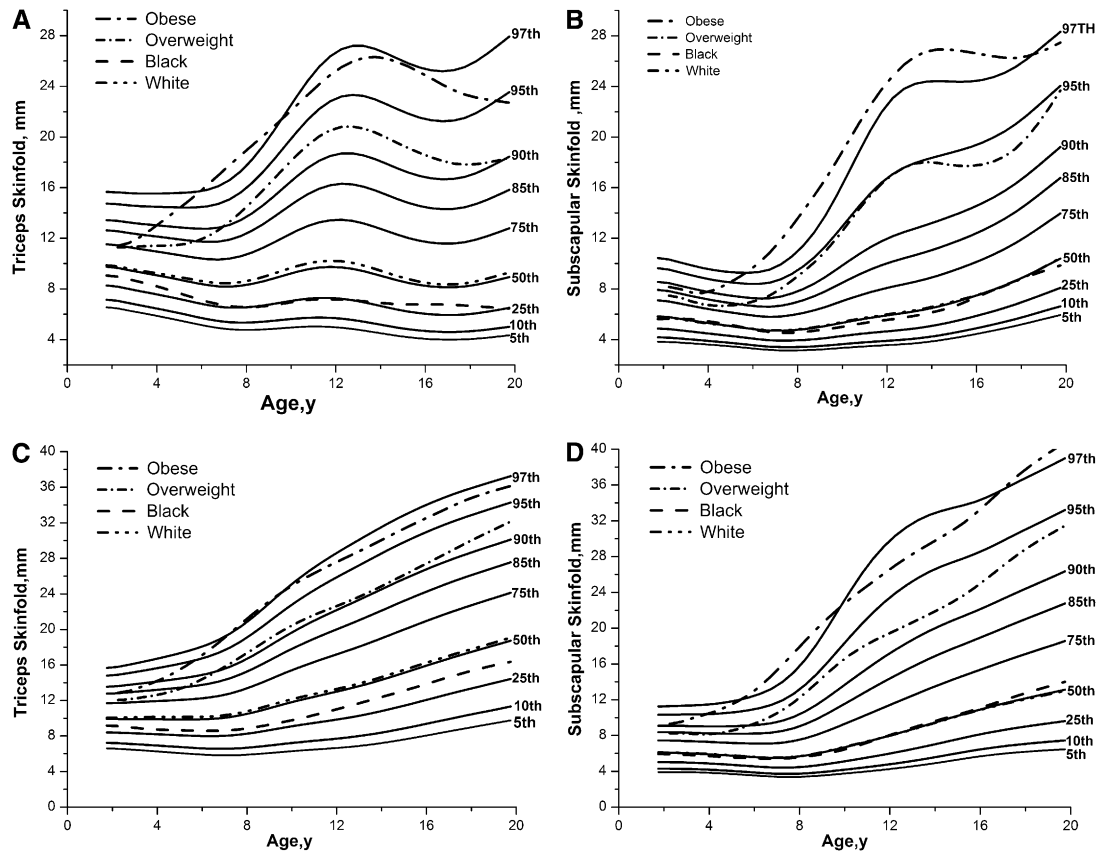 A
Obese
Overweight
Black
White
97th
95th
90th
85th
75th
50th
25th
10th
5th
28
24
20
16
12
8
4
0 4 8 12 16 20
Triceps Skinfold, mm
Age,y
B
Obese
Overweight
Black
White
97TH
95th
90th
85th
75th
50th
25th
10th
5th
28
24
20
16
12
8
4
0 4 8 12 16 20
Subscapular Skinfold ,mm
Age,y
C
Obese
Overweight
Black
White
97th
95th
90th
85th
75th
50th
25th
10th
5th
40
36
32
28
24
20
16
12
8
4
0
0 4 8 12 16 20
Triceps Skinfold,mm
Age,y
D
Obese
Overweight
Black
White
97th
95th
90th
85th
75th
50th
25th
10th
5th
40
36
32
28
24
20
16
12
8
4
0
0 4 8 12 16 20
Subscapular Skinfold,mm
Age,y